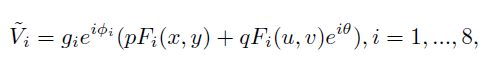 $\tilde{V}_i = g_i e^{i\phi_i} (pF_i(x, y) + qF_i(u, v)e^{i\theta}), i = 1, ..., 8,$